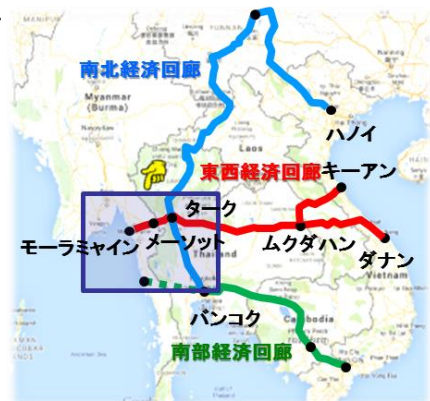 YUNNAN
MANIPUR
南北経済回廊
Myanmar
(Burma)
ハノイ
Laos
東西経済回廊
キーアン
ターク
モーラミャイン
メーソット
ムクダハン
ダナン
Thailand
Vietnam
バンコク
Cambodia
南部経済回廊